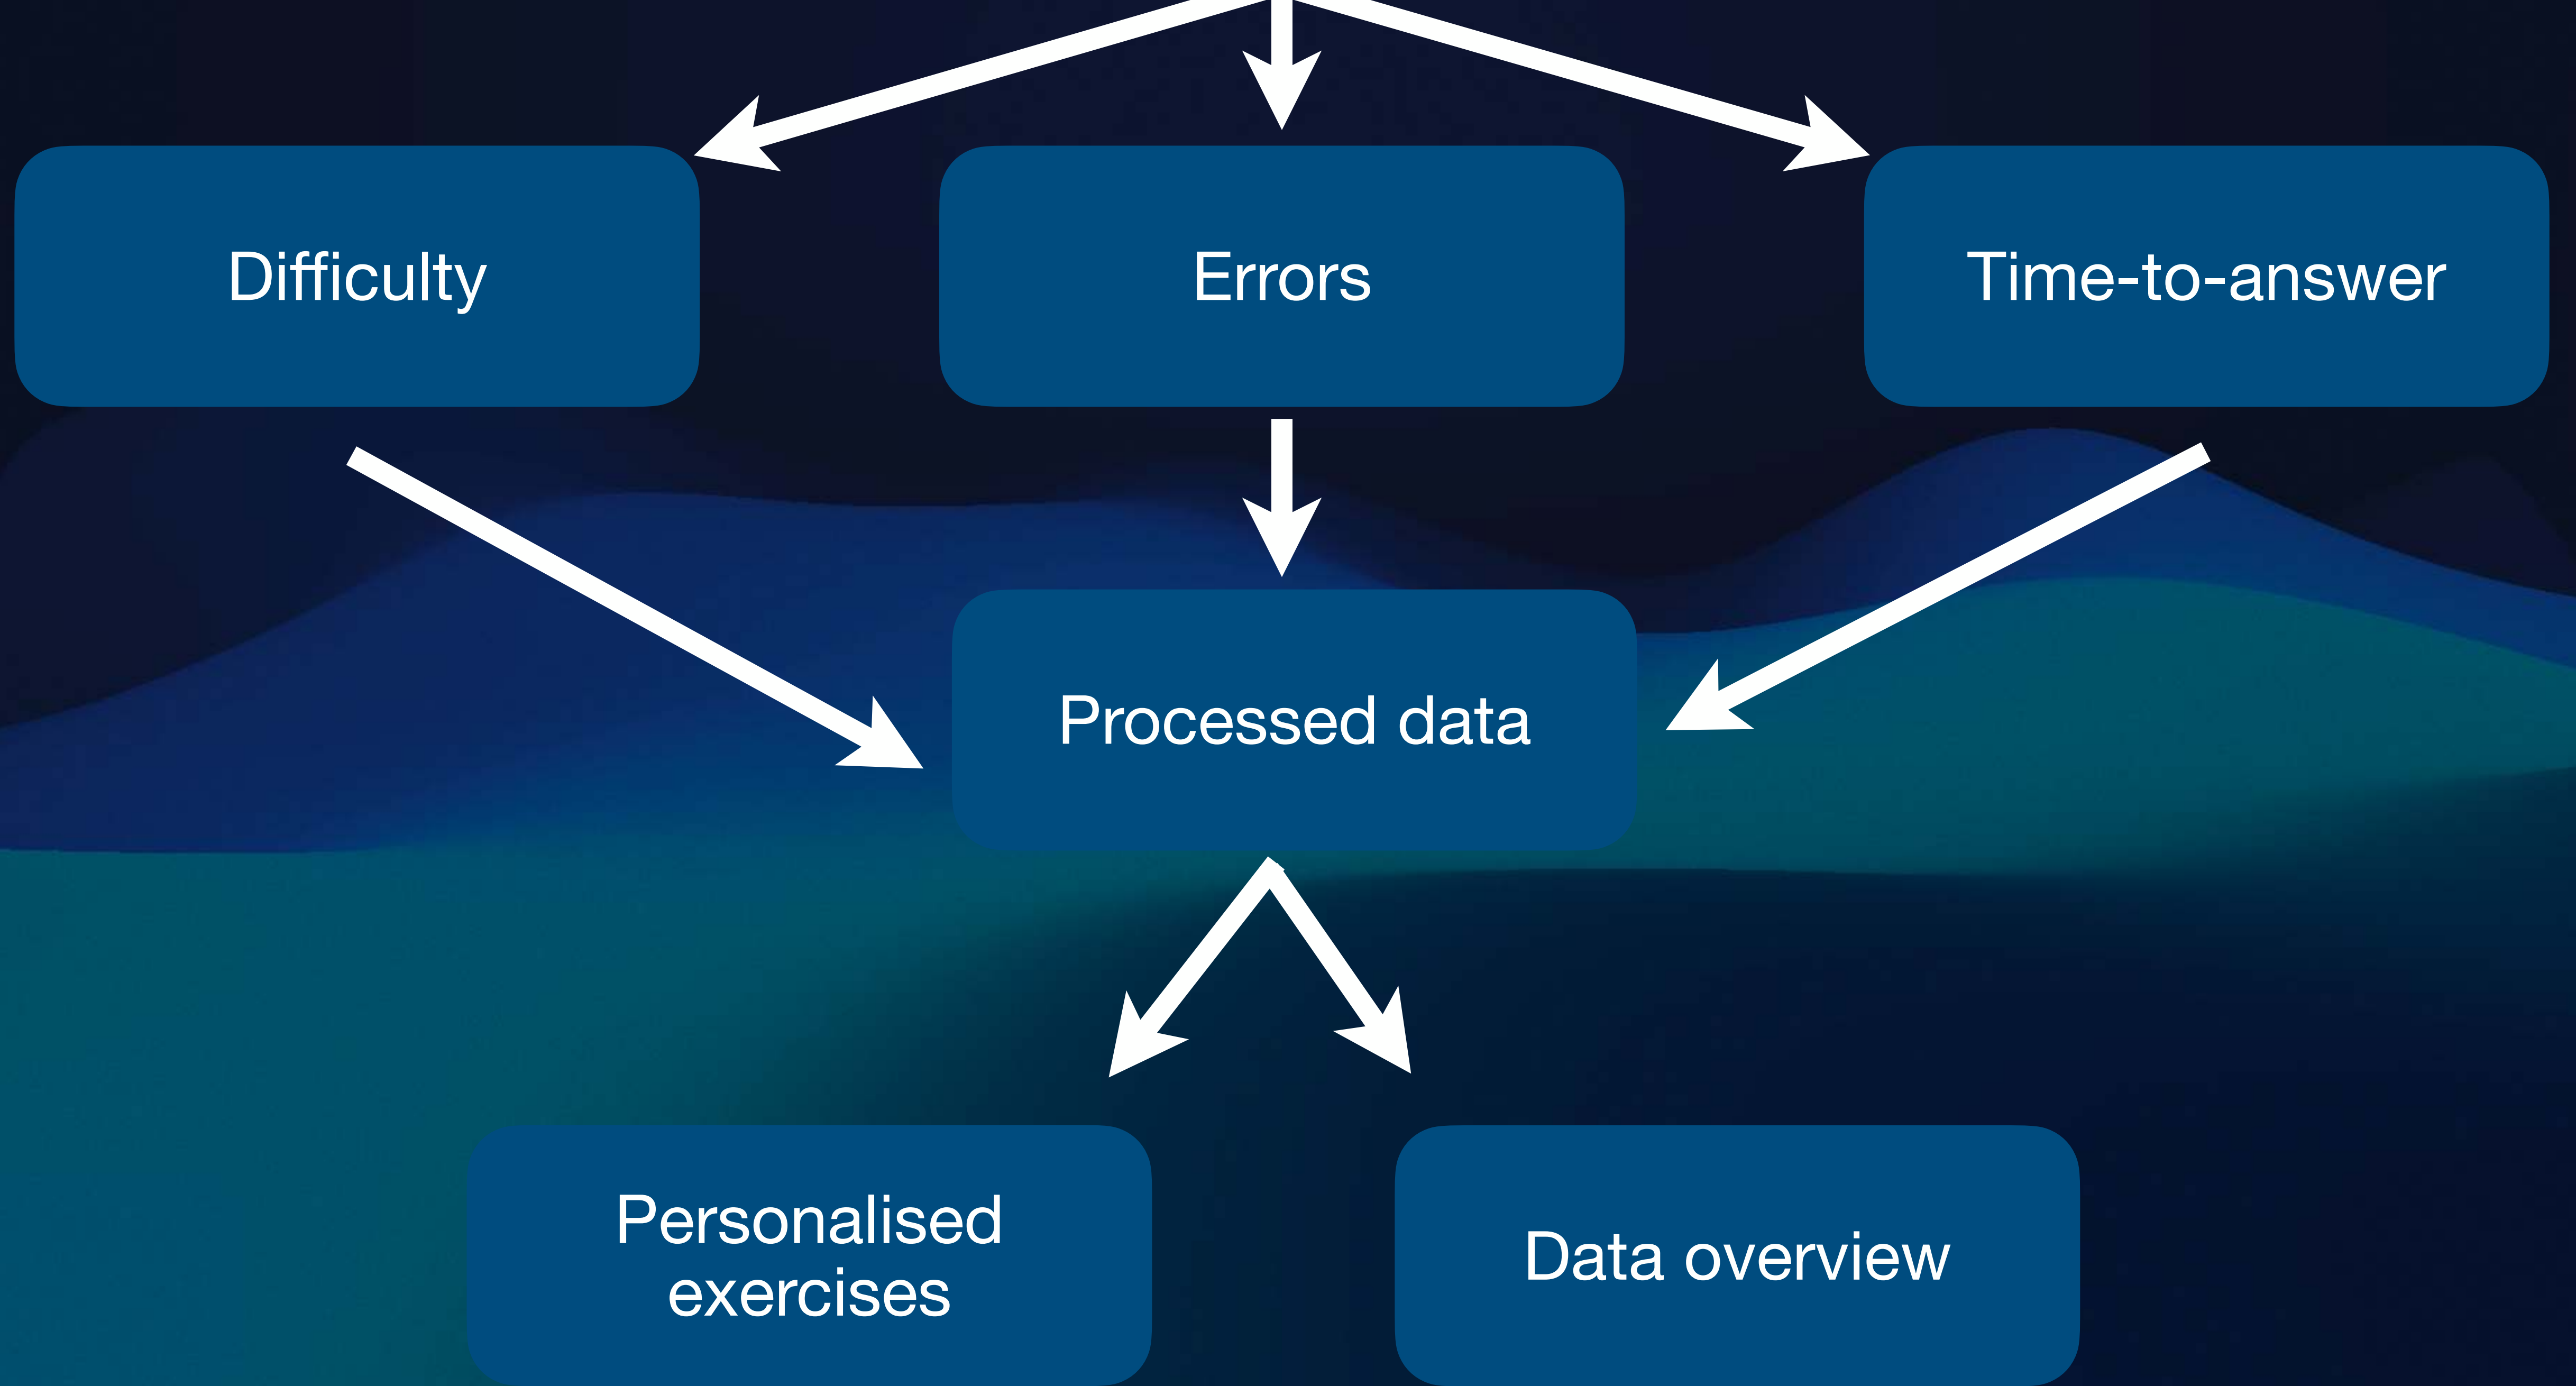 Difficulty
Errors
Time-to-answer
Processed data
Personalised
exercises
Data overview